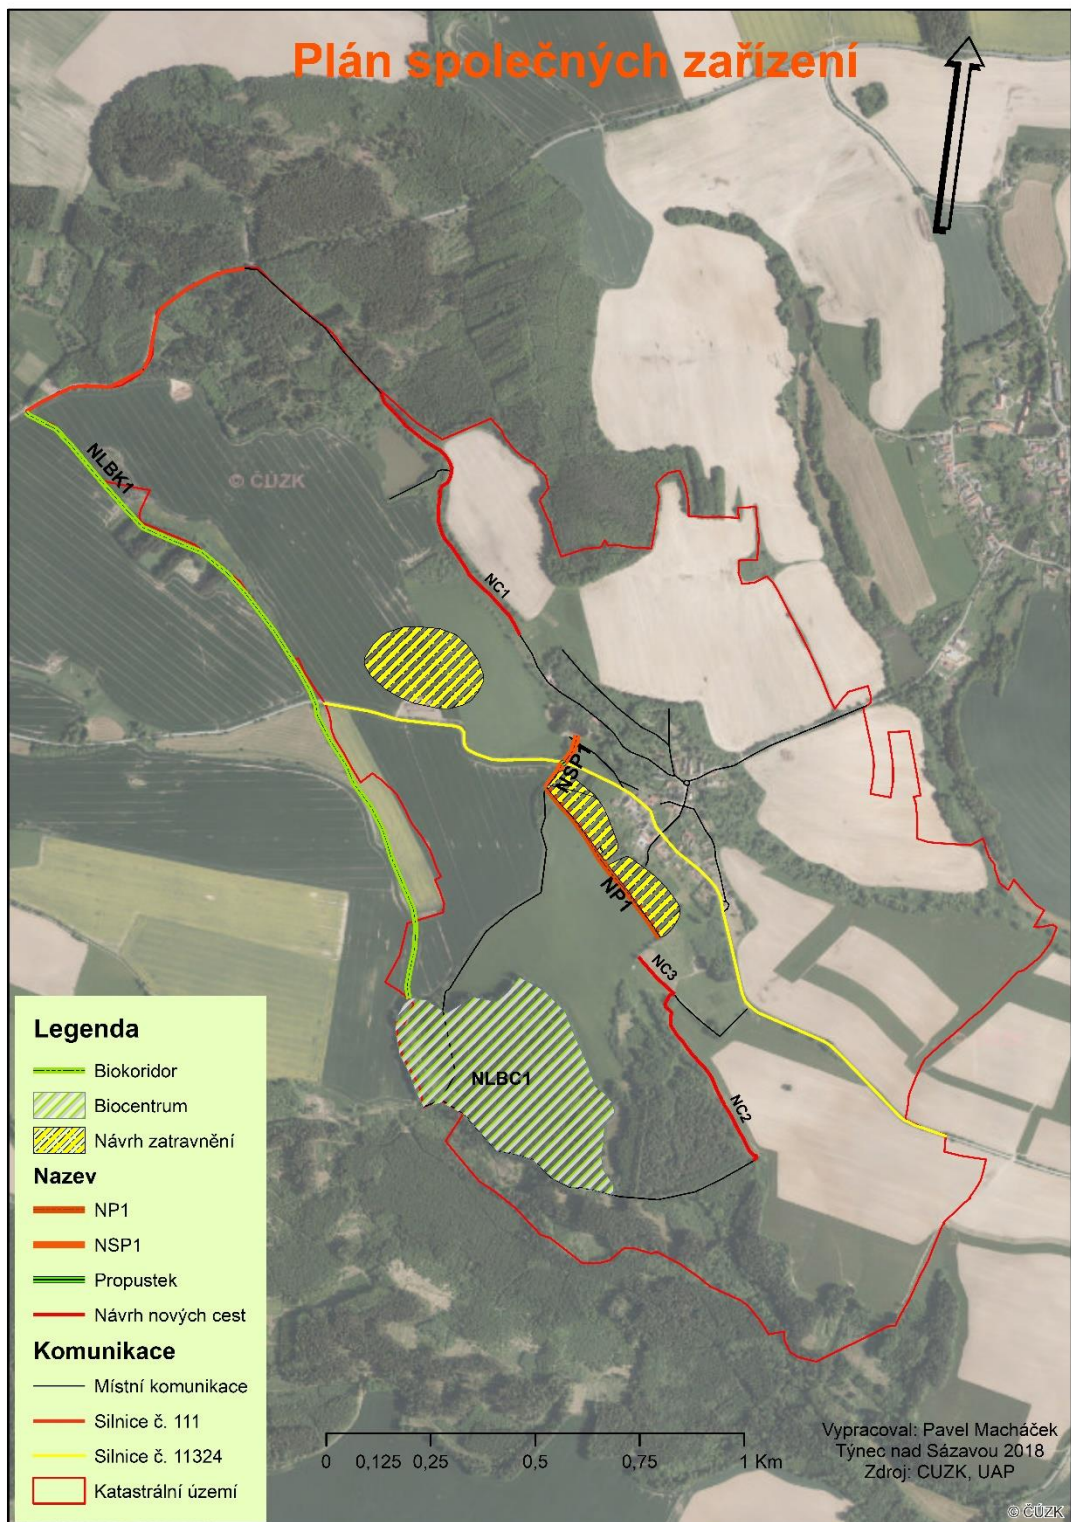 Plán společných zařízení
NLBK1
© ČÚZK
NC1
NSP1
NP1
NC3
NLBC1
NC2
Legenda
Biokoridor
Biocentrum
Návrh zatravnění
Nazev
NP1
NSP1
Propustek
Návrh nových cest
Komunikace
Místní komunikace
Silnice č. 111
Silnice č. 11324
Katastrální území
0 0,125 0,25 0,5 0,75 1 Km
Vypracoval: Pavel Macháček
Týnec nad Sázavou 2018
Zdroj: CUZK, UAP
© ČÚZK